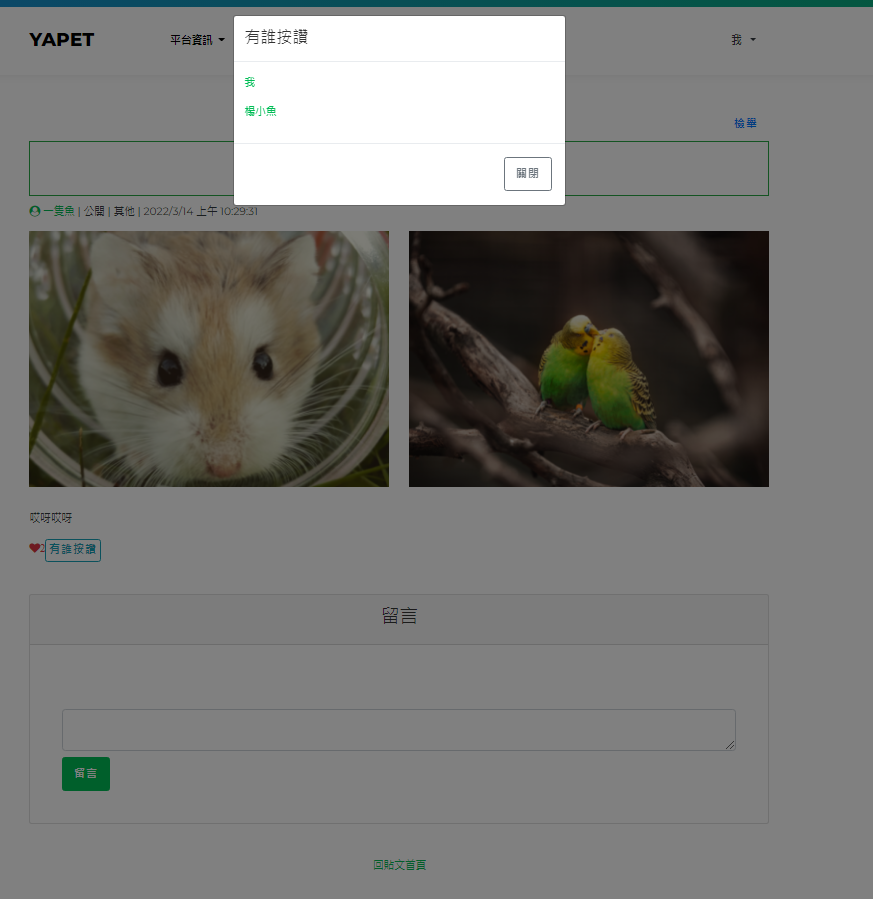 YAPET
平台資訊
我
有誰按讚
我
楊小魚
關閉
檢舉
一隻魚 | 公開 | 其他 | 2022/3/14 上午 10:29:31
哎呀哎呀
2 有誰按讚
留言
留言
回貼文首頁